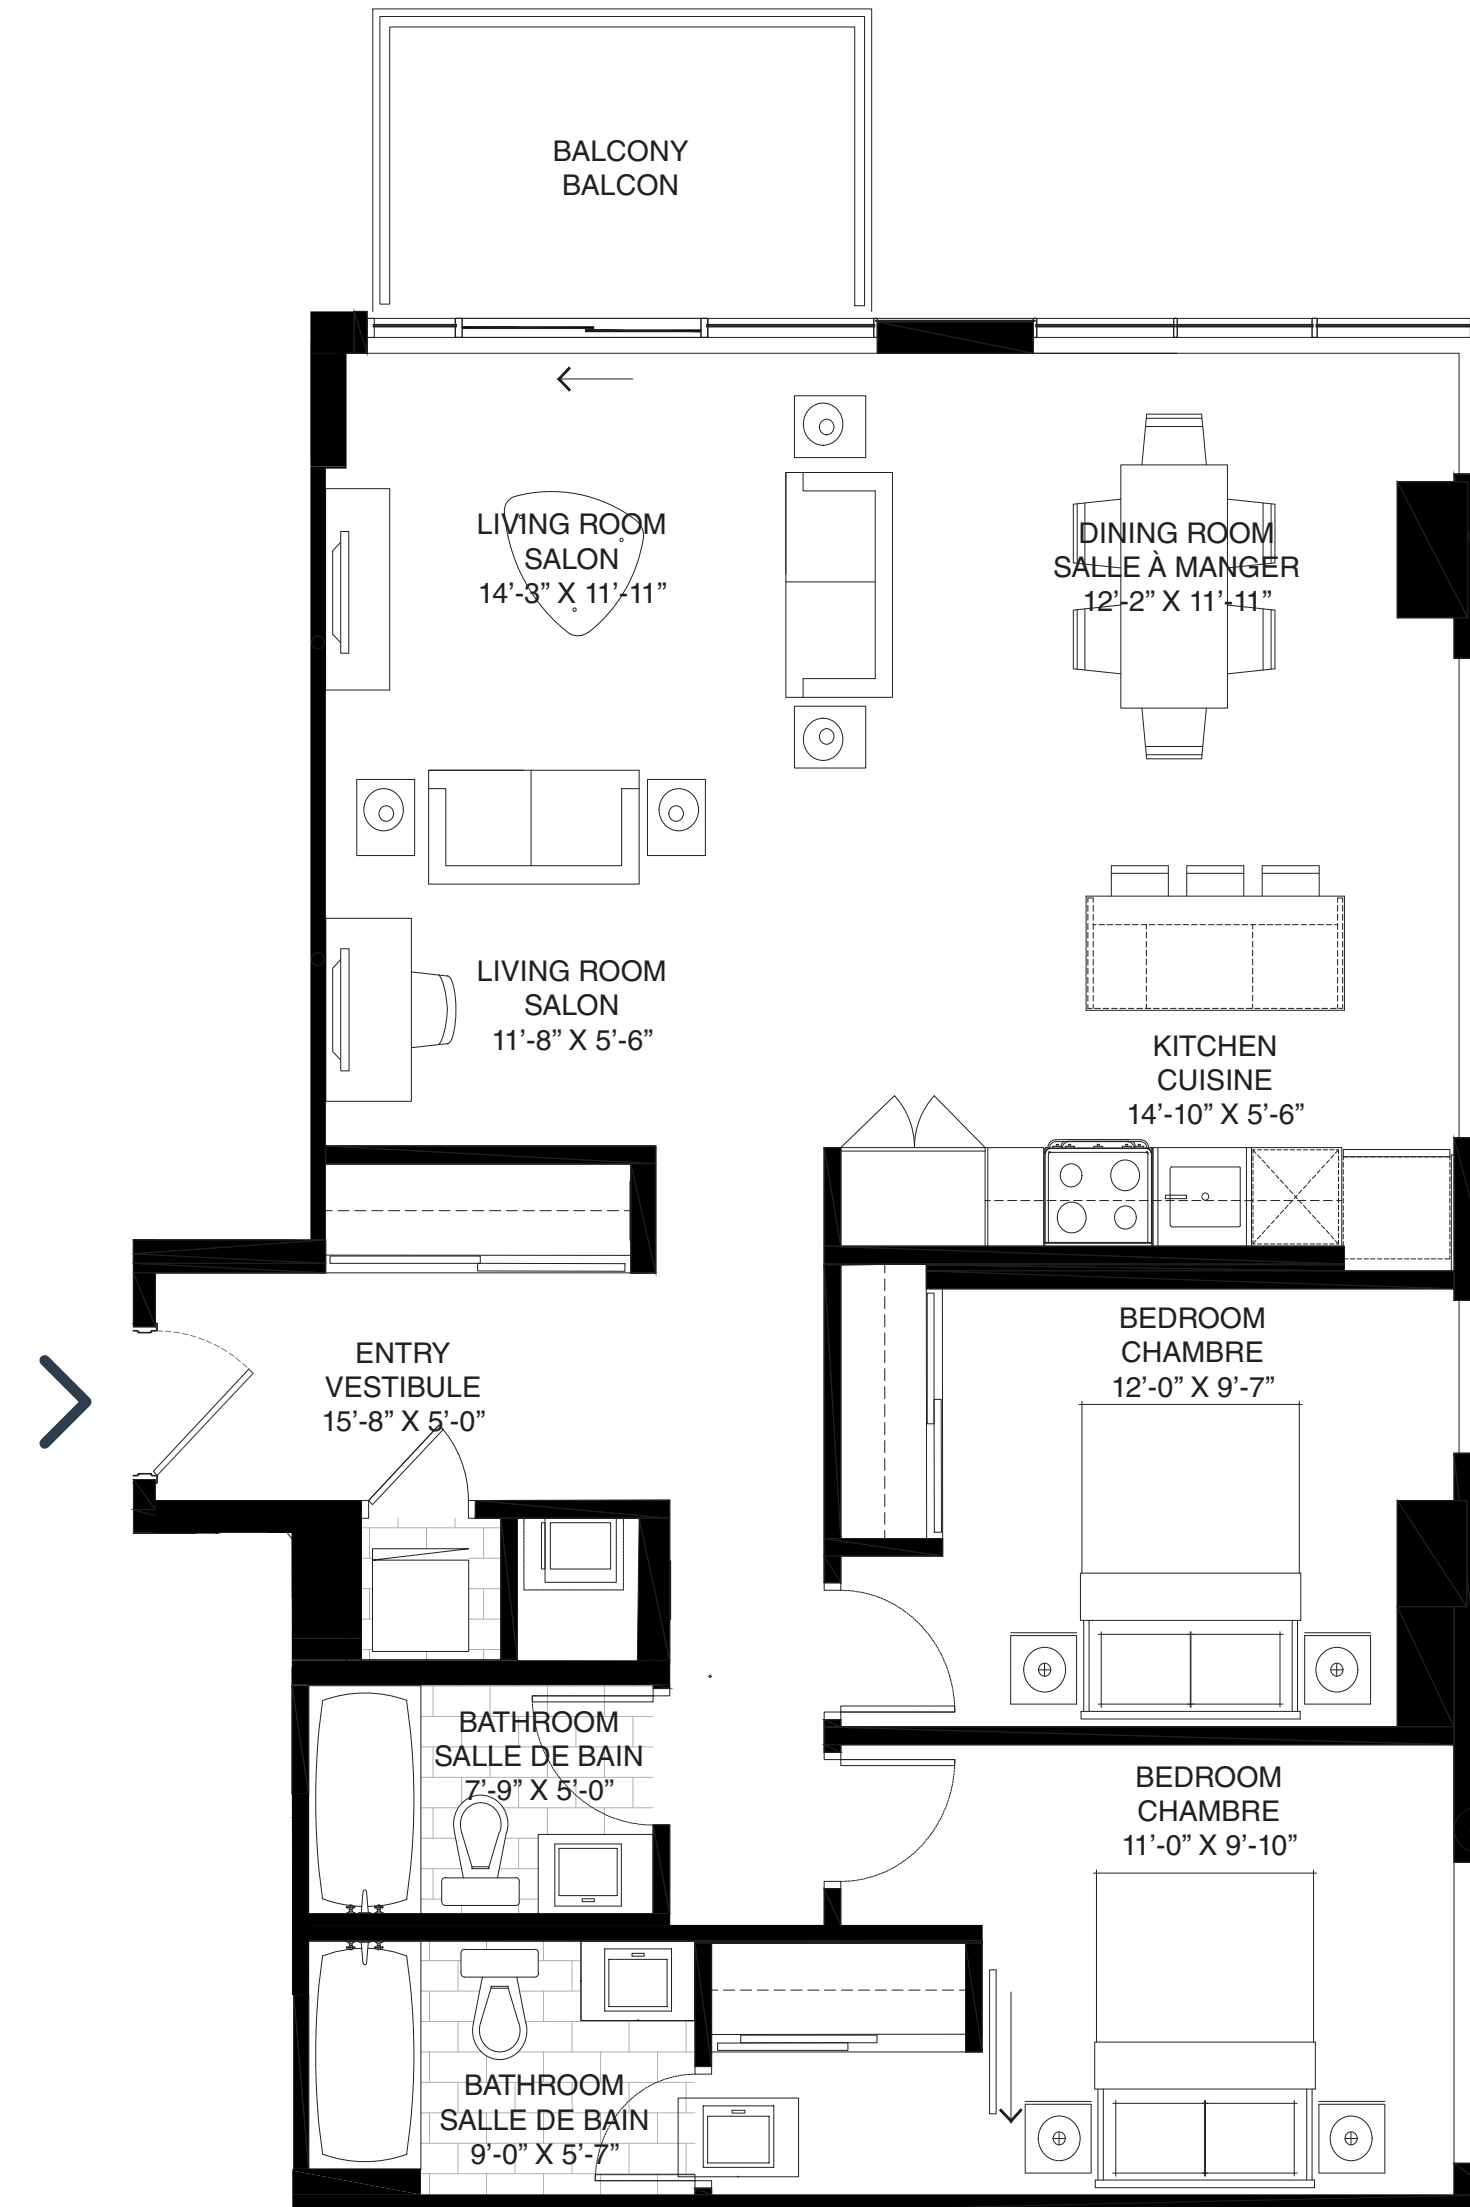 BALCONY
BALCON
LIVING ROOM
SALON
14’-3” X 11’-11”
DINING ROOM
SALLE À MANGER
12’-2” X 11’-11”
LIVING ROOM
SALON
11’-8” X 5’-6”
KITCHEN
CUISINE
14’-10” X 5’-6”
ENTRY
VESTIBULE
15’-8” X 5’-0”
BEDROOM
CHAMBRE
12’-0” X 9’-7”
BATHROOM
SALLE DE BAIN
7’-9” X 5’-0”
BEDROOM
CHAMBRE
11’-0” X 9’-10”
BATHROOM
SALLE DE BAIN
9’-0” X 5’-7”